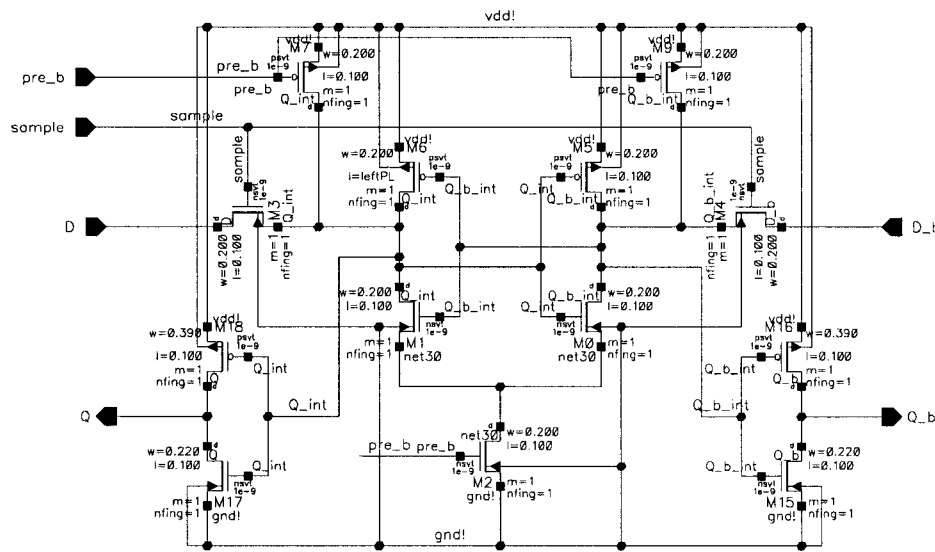 vdd!
vdd!
M7
w=0.200
psvt
1e-9
pre_b
pre_b
l=0.100
Q_int
m=1
nfing=1
d
vdd!
M9
w=0.200
psvt
1e-9
pre_b
l=0.100
Q_b_int
m=1
nfing=1
d
pre_b
sample
sample
vdd!
M6
w=0.200
psvt
1e-9
i=leftPL
m=1
Q_int
nfing=1
d
Q_b_int
vdd!
M5
w=0.200
psvt
1e-9
Q_int
l=0.100
m=1
Q_b_int
nfing=1
d
sample
nsvt
1e-9
D
d
D
M3
Q_int
w=0.200
l=0.100
m=1
nfing=1
sample
nsvt
1e-9
Q_b_int
M4
D_b
d
D_b
nfing=1
m=1
l=0.100
w=0.200
d
w=0.200
Q_int
l=0.100
Q_b_int
nsvt
1e-9
M1
m=1
nfing=1
net30
d
w=0.200
Q_b_int
l=0.100
Q_int
nsvt
1e-9
M0
m=1
nfing=1
net30
vdd!
M18
w=0.390
psvt
1e-9
l=0.100
m=1
Q
nfing=1
d
Q_int
vdd!
M16
w=0.390
psvt
1e-9
l=0.100
m=1
Q_b
nfing=1
d
Q_b_int
Q
Q_int
Q_b_int
Q_b
d
w=0.220
Q
l=0.100
Q_int
nsvt
1e-9
M17
m=1
nfing=1
gnd!
pre_b
pre_b
d
net30
w=0.200
l=0.100
nsvt
1e-9
M2
m=1
nfing=1
gnd!
d
w=0.220
Q_b
l=0.100
Q_b_int
nsvt
1e-9
M15
m=1
nfing=1
gnd!
gnd!